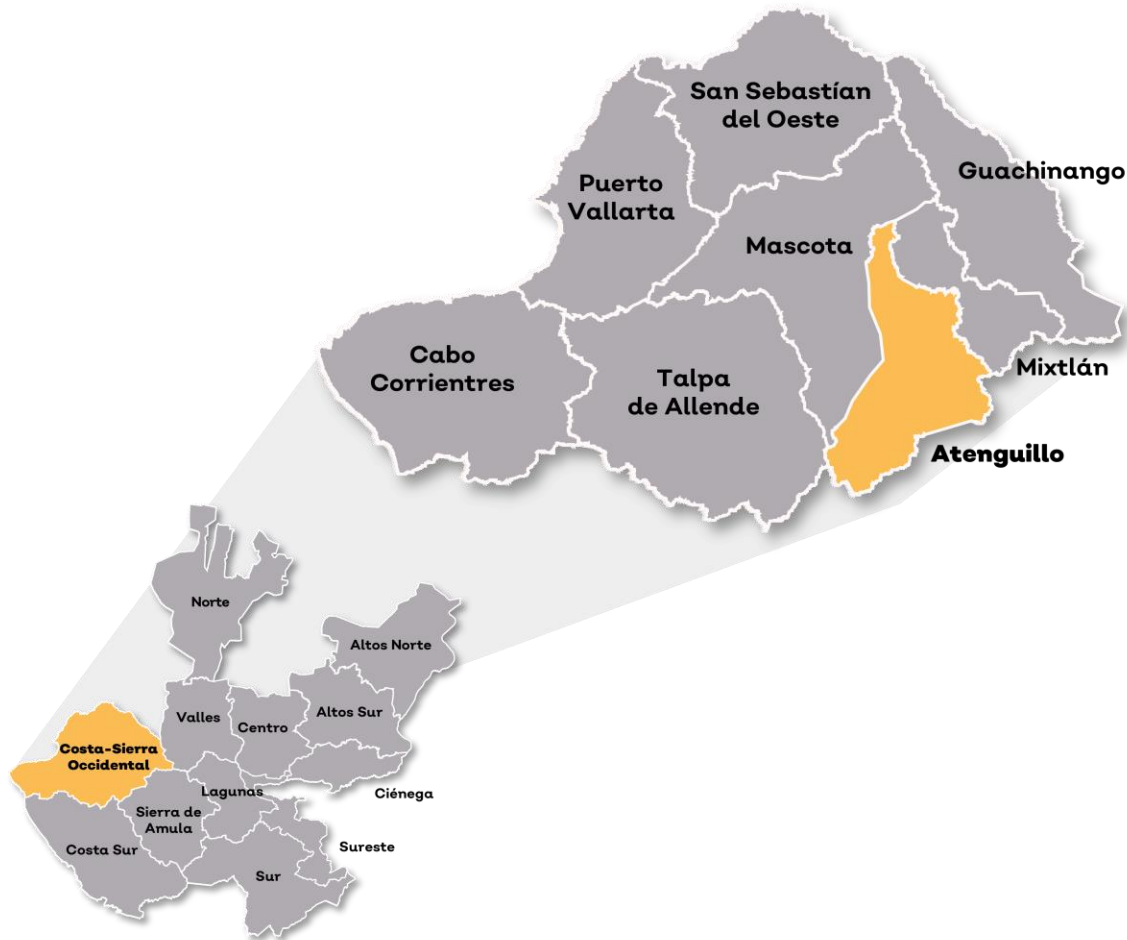 San Sebastían
del Oeste
Guachinango
Puerto
Vallarta
Mascota
Cabo
Corrientres
Talpa
de Allende
Mixtlán
Atenguillo
Norte
Altos Norte
Valles
Centro
Altos Sur
Costa-Sierra
Occidental
Lagunas
Ciénega
Sierra de
Amula
Costa Sur
Sureste
Sur